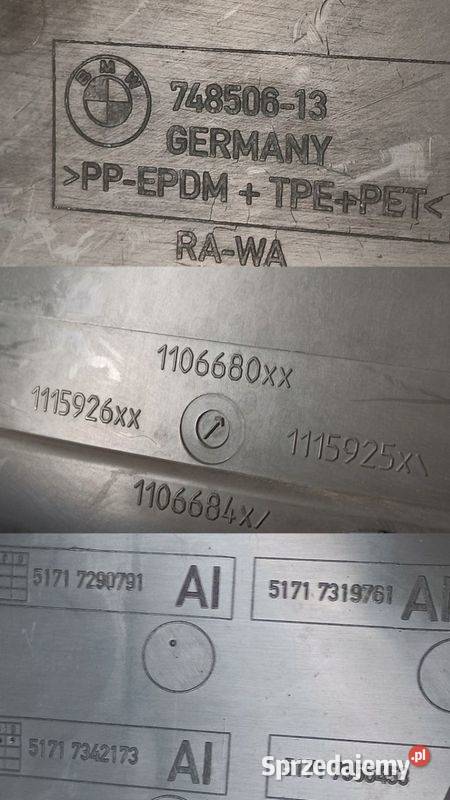 BMW
748506-13
GERMANY
>PP-EPDM + TPE+PET<
RA-WA
1106680xx
1115926xx
1115925x\
1106684x/
5171 7290791 AI
5171 7319761 AI
5171 7342173 AI
Sprzedajemy.pl